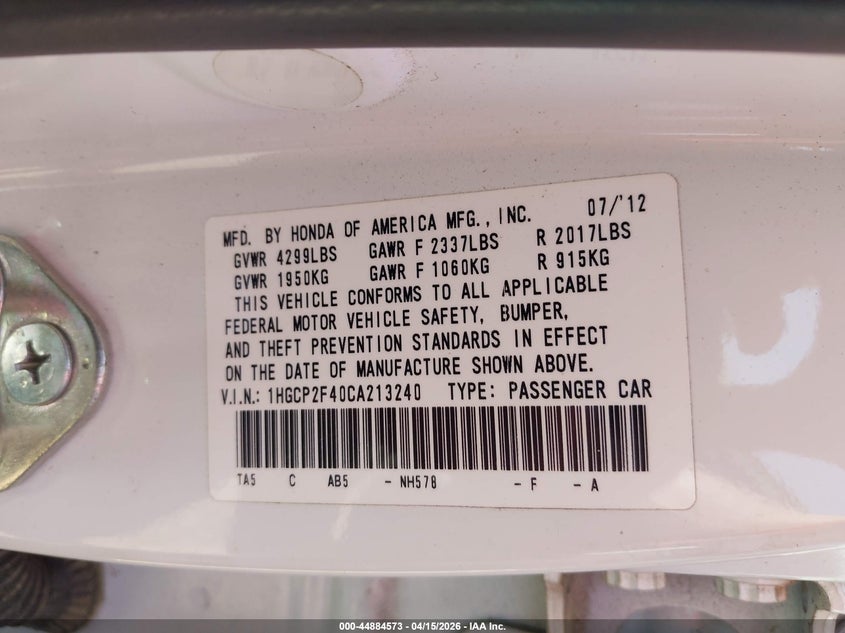 MFD. BY HONDA OF AMERICA MFG., INC. 07/'12
GVWR 4299LBS GAWR F 2337LBS R 2017LBS
GVWR 1950KG GAWR F 1060KG R 915KG
THIS VEHICLE CONFORMS TO ALL APPLICABLE
FEDERAL MOTOR VEHICLE SAFETY, BUMPER,
AND THEFT PREVENTION STANDARDS IN EFFECT
ON THE DATE OF MANUFACTURE SHOWN ABOVE.
V.I.N.: 1HGCP2F40CA213240 TYPE: PASSENGER CAR
TA5 C AB5 - NH578 - F - A
000-44884573 - 04/15/2026 - IAA Inc.